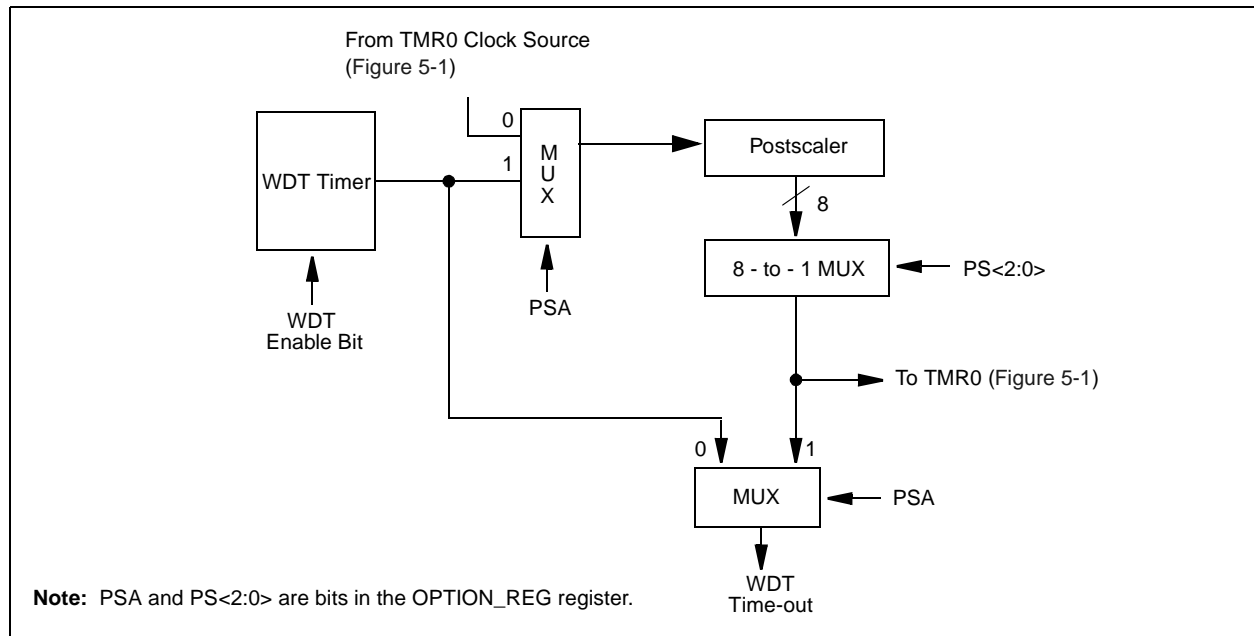 From TMR0 Clock Source
(Figure 5-1)
0
1
M
U
X
WDT Timer
Postscaler
8
8 - to - 1 MUX
PS<2:0>
PSA
WDT
Enable Bit
To TMR0 (Figure 5-1)
0
1
MUX
PSA
WDT
Time-out
Note: PSA and PS<2:0> are bits in the OPTION_REG register.